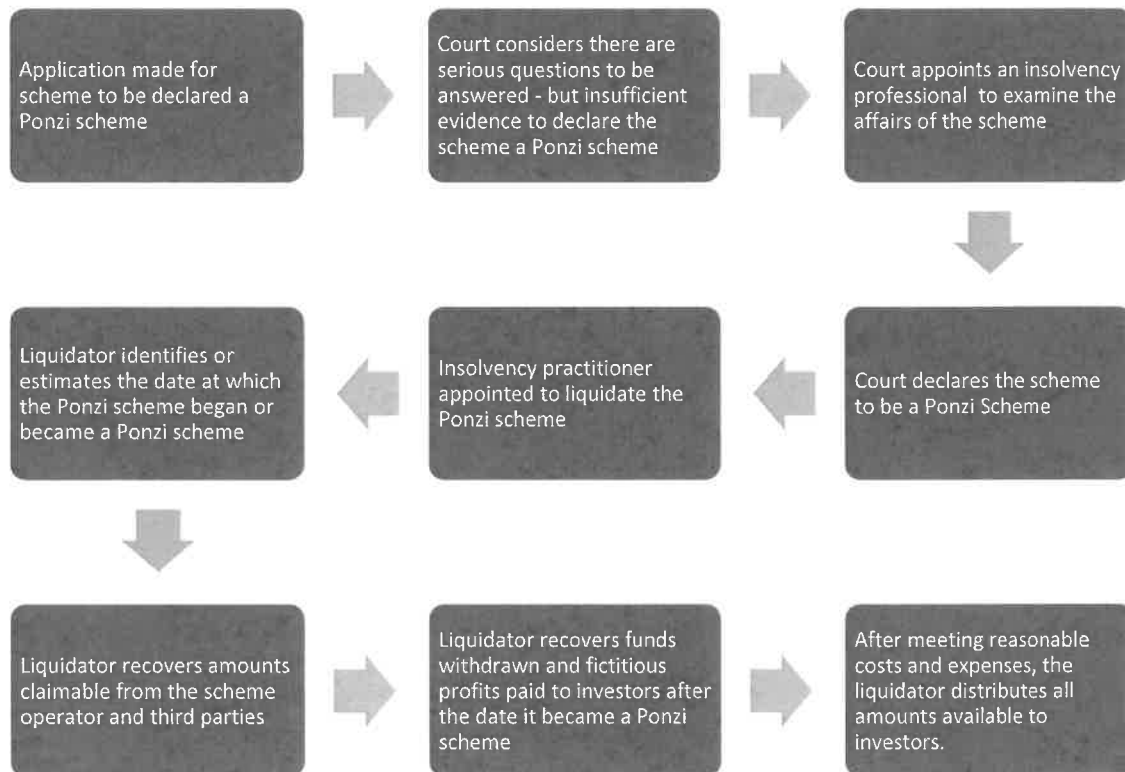 Application made for
scheme to be declared a
Ponzi scheme
Court considers there are
serious questions to be
answered - but insufficient
evidence to declare the
scheme a Ponzi scheme
Court appoints an insolvency
professional to examine the
affairs of the scheme
Court declares the scheme
to be a Ponzi Scheme
Insolvency practitioner
appointed to liquidate the
Ponzi scheme
Liquidator identifies or
estimates the date at which
the Ponzi scheme began or
became a Ponzi scheme
Liquidator recovers amounts
claimable from the scheme
operator and third parties
Liquidator recovers funds
withdrawn and fictitious
profits paid to investors after
the date it became a Ponzi
scheme
After meeting reasonable
costs and expenses, the
liquidator distributes all
amounts available to
investors.